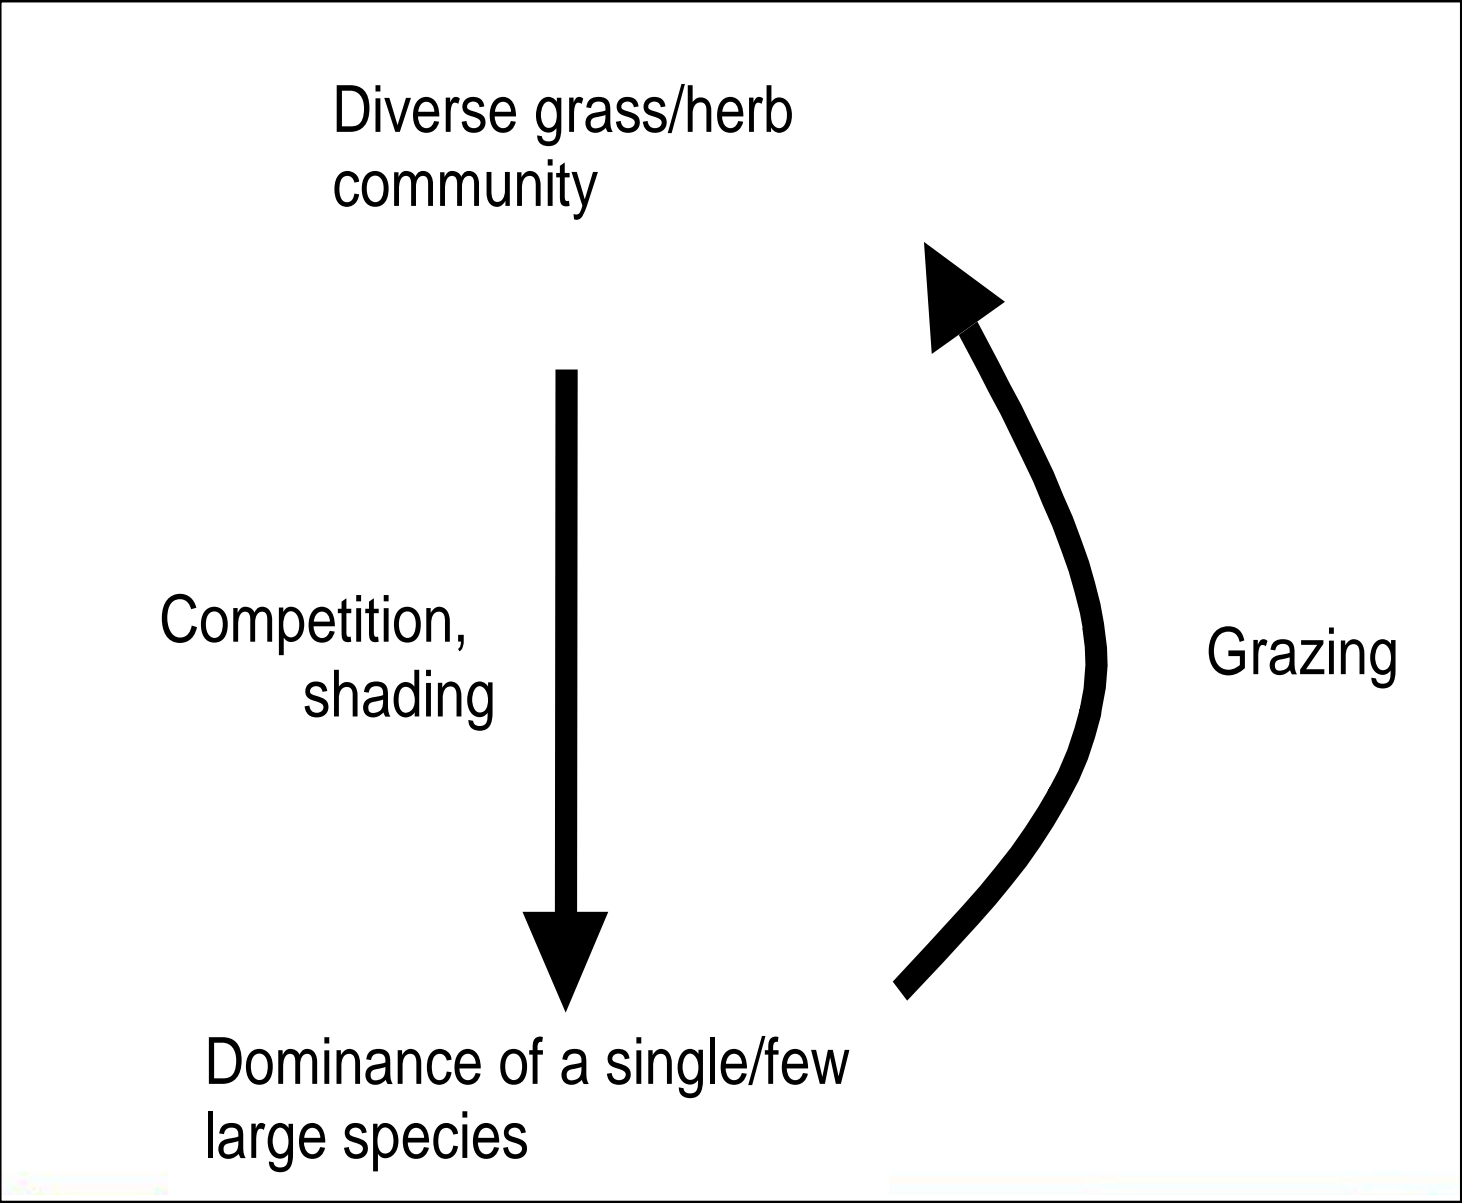 Diverse grass/herb
community
Competition,
shading
Grazing
Dominance of a single/few
large species